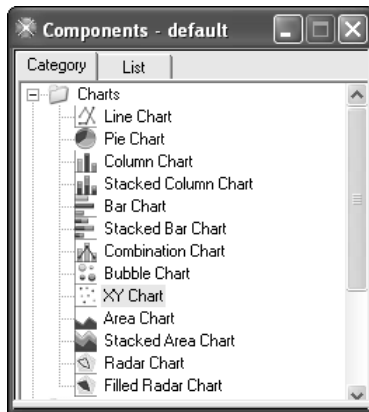 Components - default
Category List
Charts
Line Chart
Pie Chart
Column Chart
Stacked Column Chart
Bar Chart
Stacked Bar Chart
Combination Chart
Bubble Chart
XY Chart
Area Chart
Stacked Area Chart
Radar Chart
Filled Radar Chart